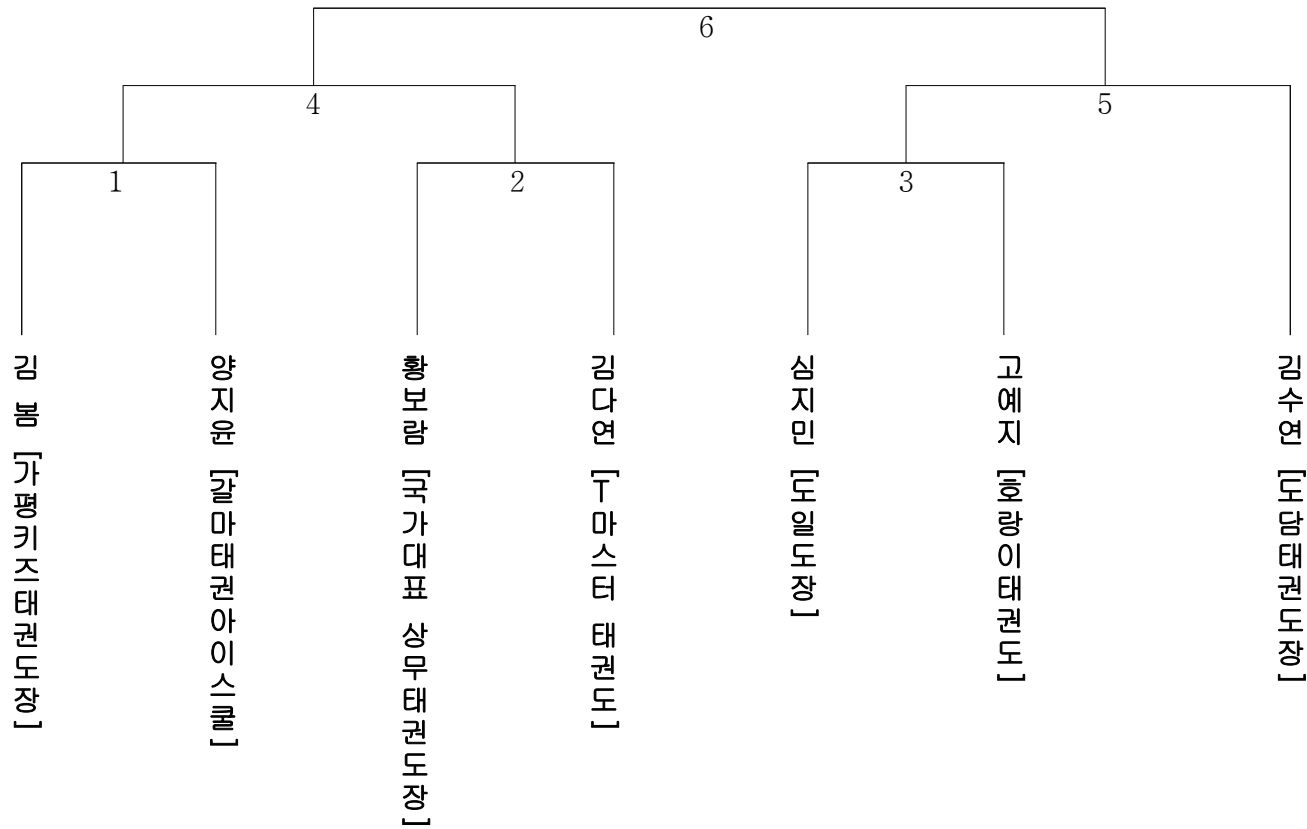 6
4
5
1
2
3
김 봄 [가평키즈태권도장]
양지윤 [갈마태권아이스쿨]
황보람 [국가대표 상무태권도장]
김다연 [T마스터 태권도]
심지민 [도일도장]
고예지 [호랑이태권도]
김수연 [도담태권도장]